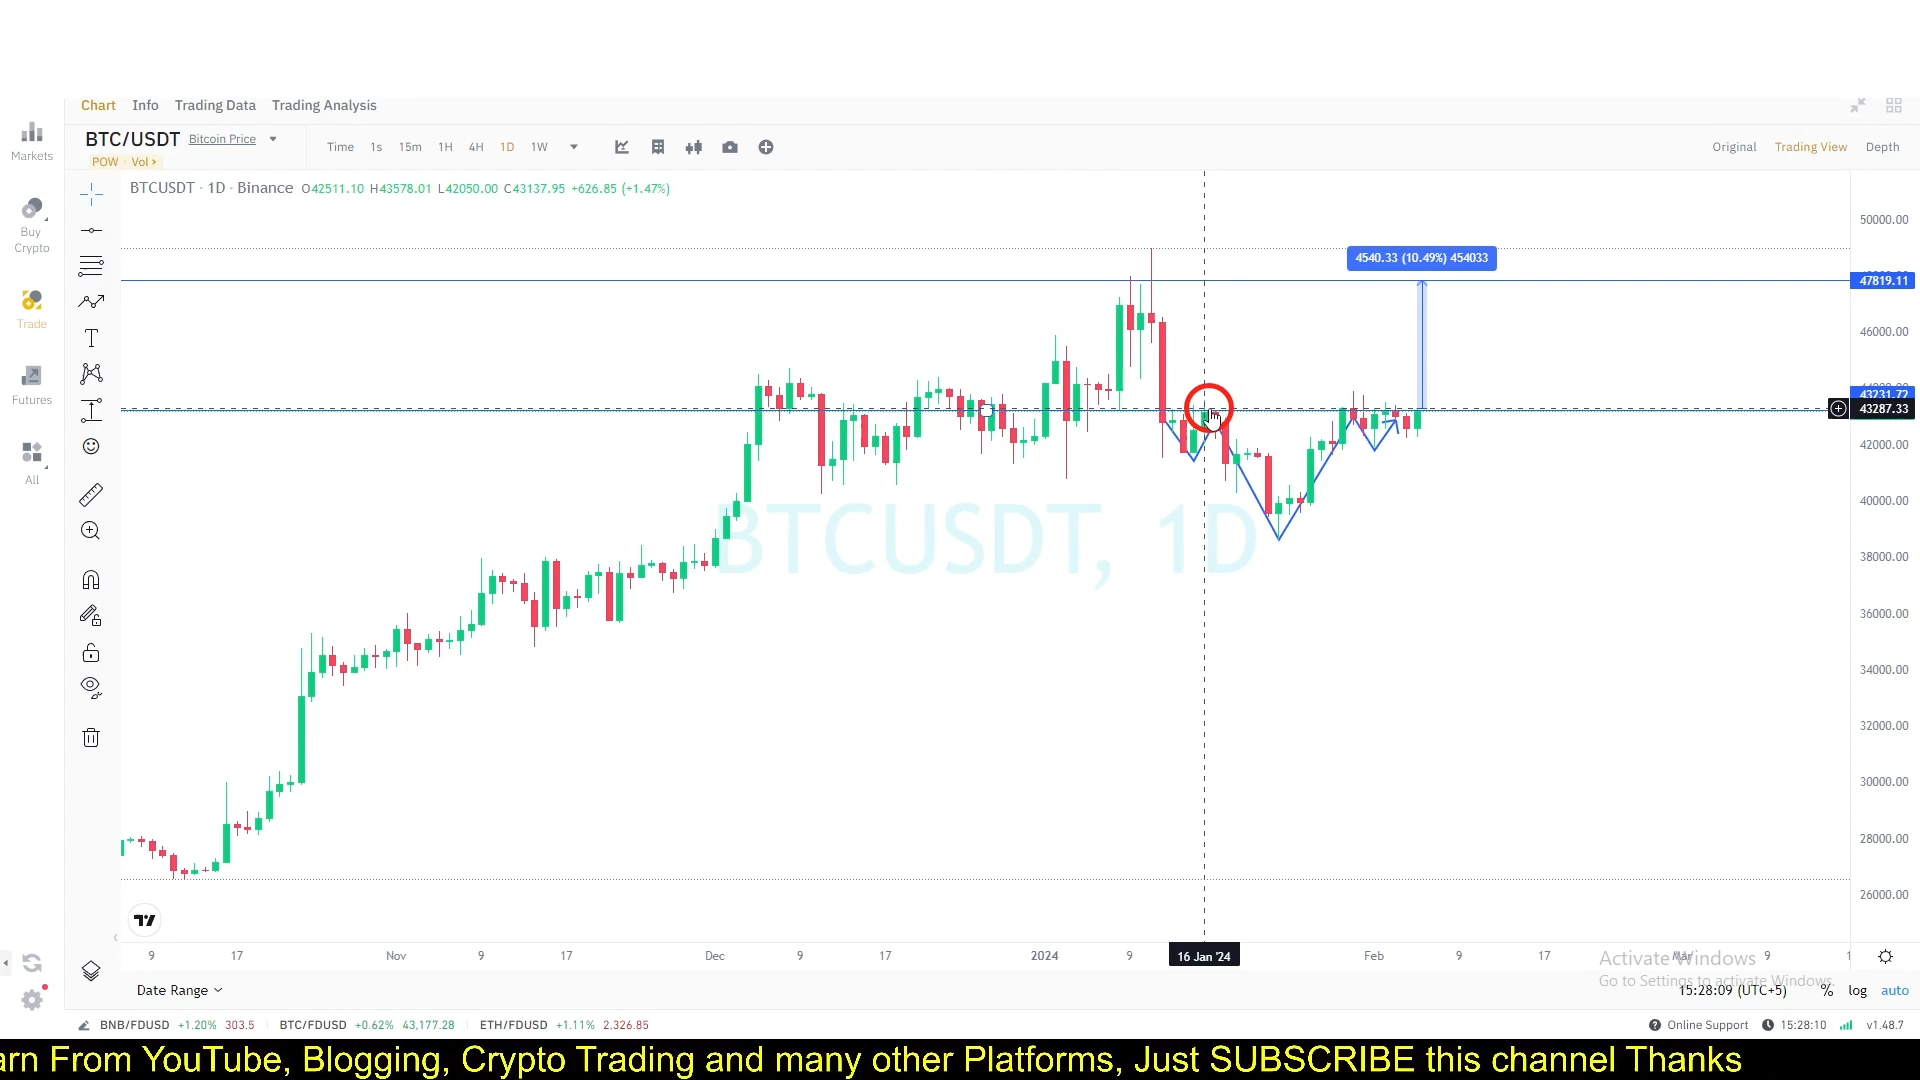 Chart Info Trading Data Trading Analysis
BTC/USDT Bitcoin Price
POW Vol ›
Time 1s 15m 1H 4H 1D 1W
Original Trading View Depth
Markets
Buy
Crypto
Trade
Futures
All
BTCUSDT · 1D · Binance O42511.10 H43578.01 L42050.00 C43137.95 +626.85 (+1.47%)
4540.33 (10.49%) 454033
50000.00
47819.11
46000.00
43231.72
43287.33
42000.00
40000.00
38000.00
36000.00
34000.00
32000.00
30000.00
28000.00
26000.00
BTCUSDT, 1D
9 17 Nov 9 17 Dec 9 17 2024 9 16 Jan '24 Feb 9 17 Mar 9 1
Activate Windows
Go to Settings to activate Windows.
Date Range
15:28:09 (UTC+5) % log auto
BNB/FDUSD +1.20% 303.5 BTC/FDUSD +0.62% 43,177.28 ETH/FDUSD +1.11% 2,326.85
Online Support 15:28:10 v1.48.7
arn From YouTube, Blogging, Crypto Trading and many other Platforms, Just SUBSCRIBE this channel Thanks